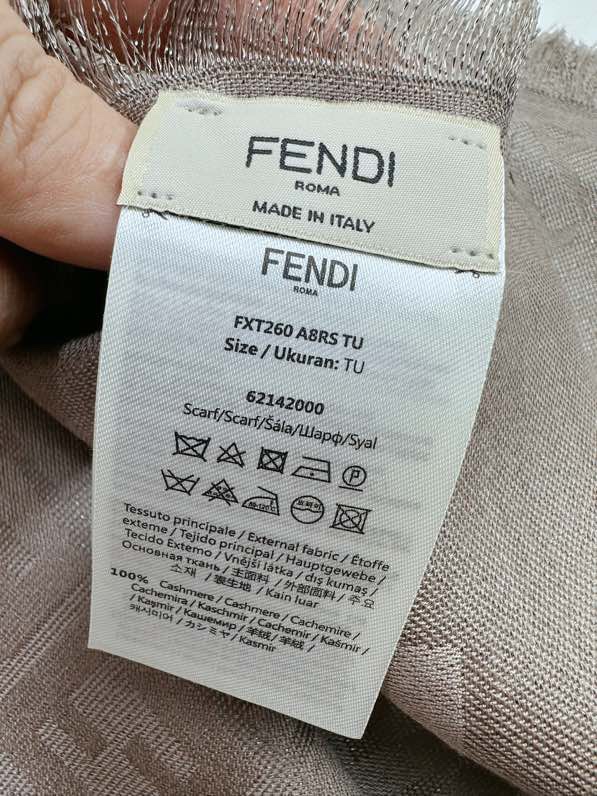 FENDI
ROMA
MADE IN ITALY
FENDI
ROMA
FXT260 A8RS TU
Size / Ukuran: TU
62142000
Scarf/Scarf/Šála/Шарф/Syal
P
Tessuto principale / External fabric / Étoffe
externe / Tejido principal / Hauptgewebe /
Tecido Externo / Vnější látka / dış kumaş /
Основная ткань / 主面料 / 外部面料 / 주요
소재 / 表生地 / Kain luar
100% Cashmere / Cashmere / Cachemire /
Cachemira / Kaschmir / Cachemir / Kašmír /
/ Kaşmir / Кашемир / 羊绒 / 羊絨 /
캐시미어 / カシミヤ / Kasmir